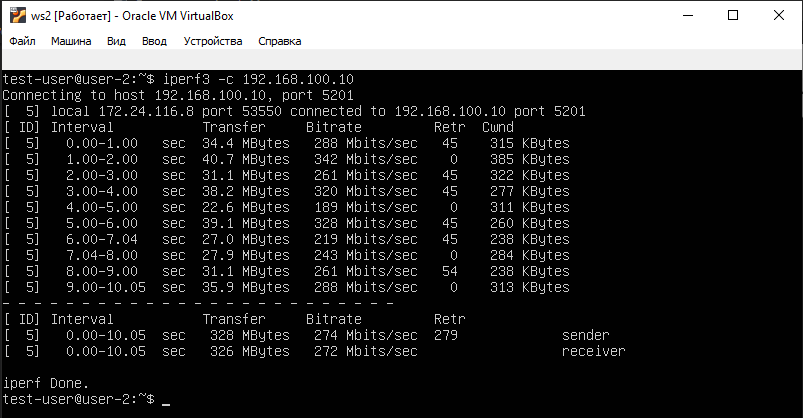 ws2 [Работает] - Oracle VM VirtualBox
Файл Машина Вид Ввод Устройства Справка
test-user@user-2:~$ iperf3 -c 192.168.100.10
Connecting to host 192.168.100.10, port 5201
[  5] local 172.24.116.8 port 53550 connected to 192.168.100.10 port 5201
[ ID] Interval           Transfer     Bitrate         Retr  Cwnd
[  5]   0.00-1.00   sec  34.4 MBytes   288 Mbits/sec   45    315 KBytes
[  5]   1.00-2.00   sec  40.7 MBytes   342 Mbits/sec    0    385 KBytes
[  5]   2.00-3.00   sec  31.1 MBytes   261 Mbits/sec   45    322 KBytes
[  5]   3.00-4.00   sec  38.2 MBytes   320 Mbits/sec   45    277 KBytes
[  5]   4.00-5.00   sec  22.6 MBytes   189 Mbits/sec    0    311 KBytes
[  5]   5.00-6.00   sec  39.1 MBytes   328 Mbits/sec   45    260 KBytes
[  5]   6.00-7.04   sec  27.0 MBytes   219 Mbits/sec   45    238 KBytes
[  5]   7.04-8.00   sec  27.9 MBytes   243 Mbits/sec    0    284 KBytes
[  5]   8.00-9.00   sec  31.1 MBytes   261 Mbits/sec   54    238 KBytes
[  5]   9.00-10.05  sec  35.9 MBytes   288 Mbits/sec    0    313 KBytes
- - - - - - - - - - - - - - - - - - - - - - - - -
[ ID] Interval           Transfer     Bitrate         Retr
[  5]   0.00-10.05  sec   328 MBytes   274 Mbits/sec  279             sender
[  5]   0.00-10.05  sec   326 MBytes   272 Mbits/sec                  receiver
iperf Done.
test-user@user-2:~$ _